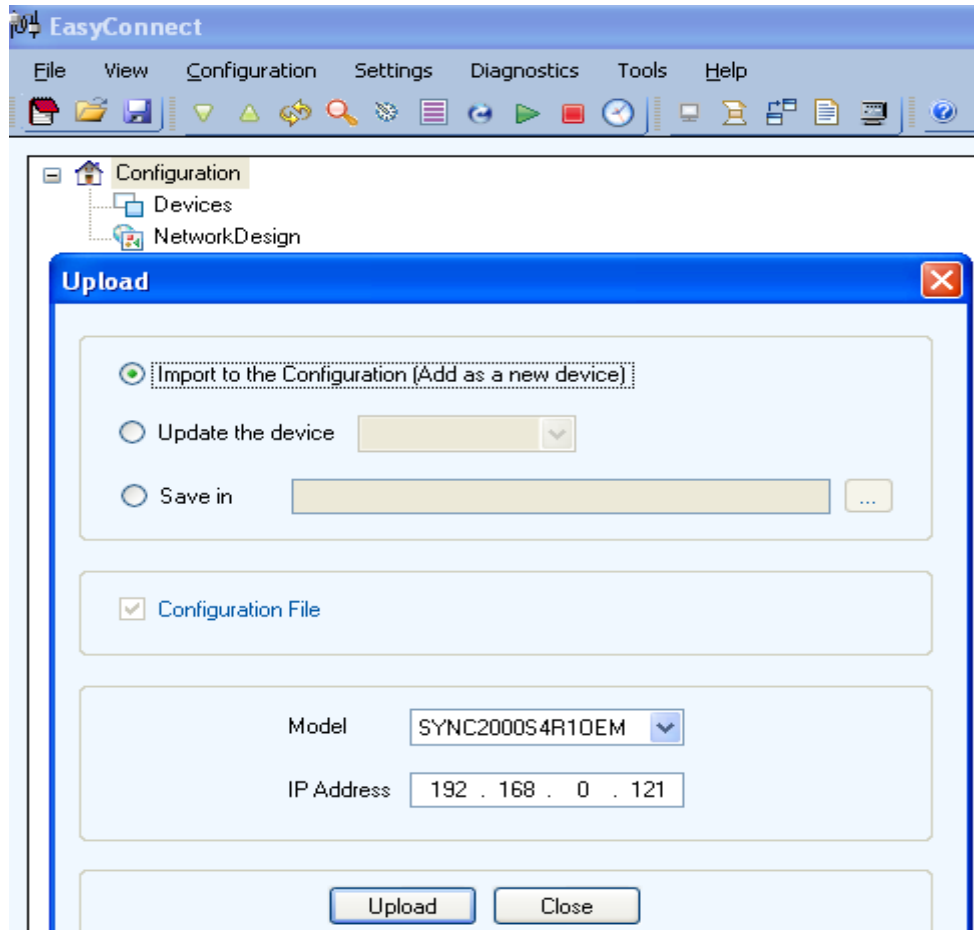 EasyConnect
File View Configuration Settings Diagnostics Tools Help
Configuration
Devices
NetworkDesign
Upload
Import to the Configuration (Add as a new device)
Update the device
Save in ...
Configuration File
Model SYNC2000S4R1OEM
IP Address 192 . 168 . 0 . 121
Upload Close